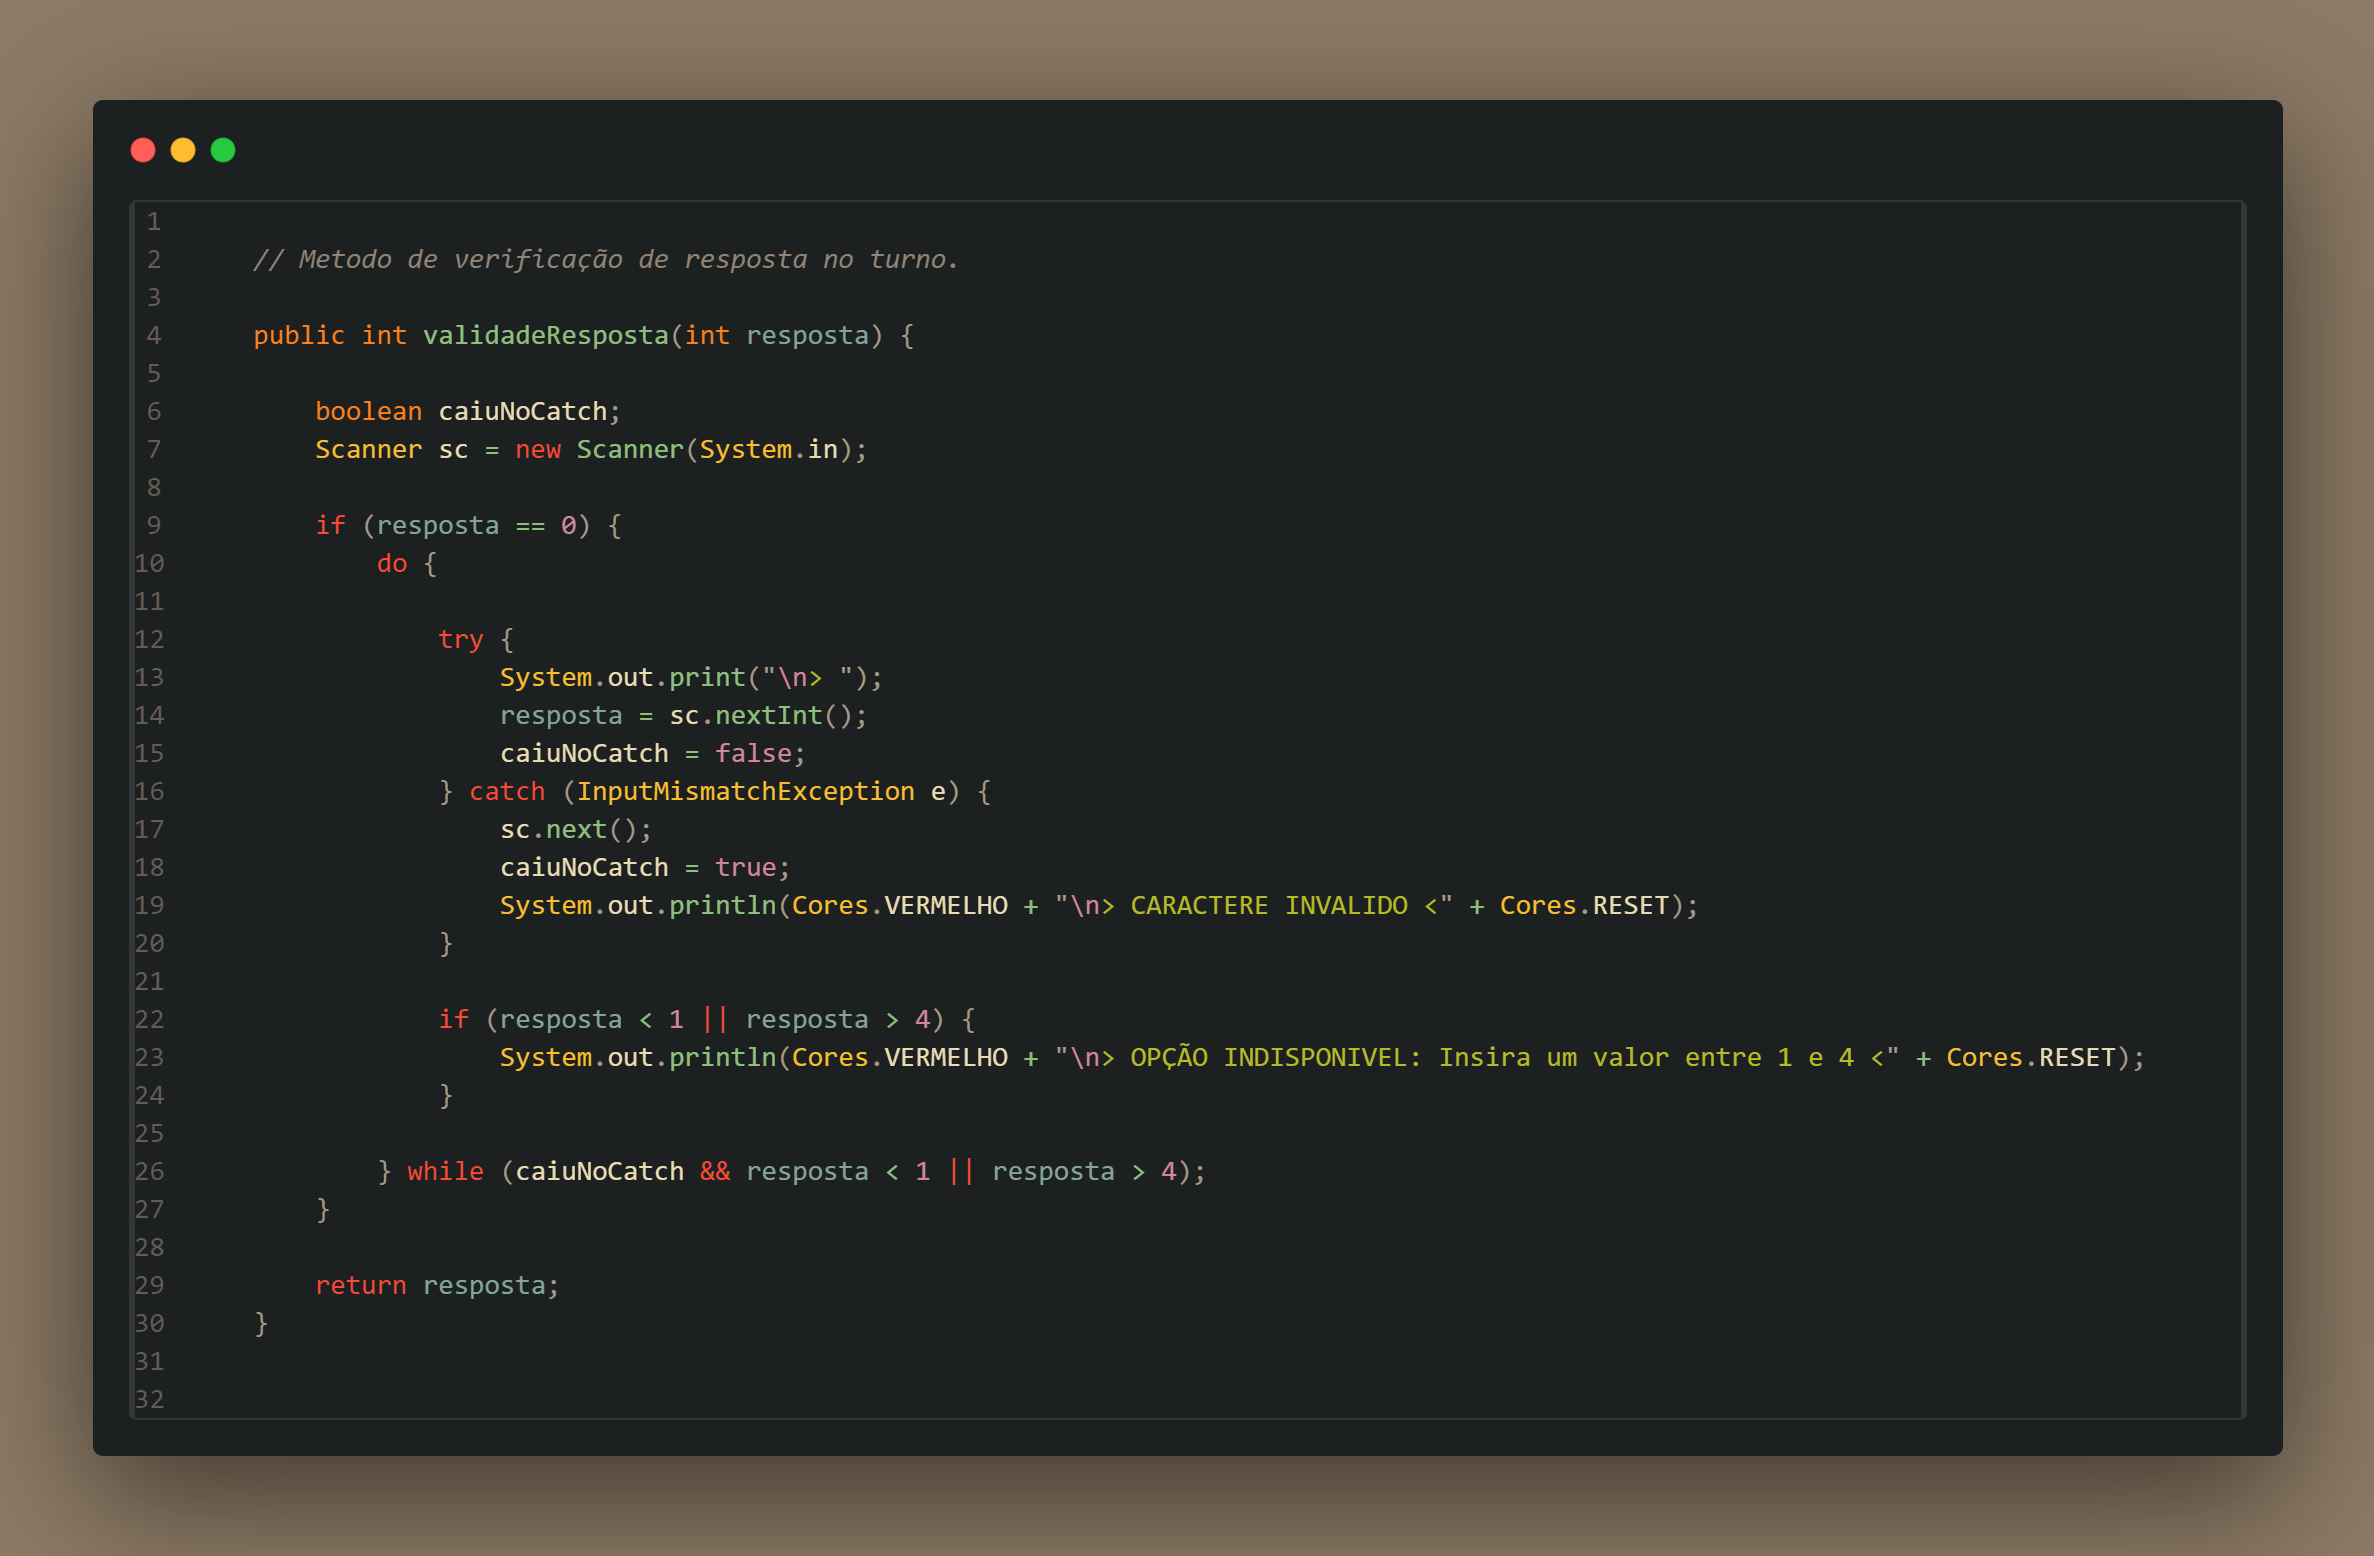 1
2 // Metodo de verificação de resposta no turno.
3
4 public int validadeResposta(int resposta) {
5
6 boolean caiuNoCatch;
7 Scanner sc = new Scanner(System.in);
8
9 if (resposta == 0) {
10 do {
11
12 try {
13 System.out.print("\n> ");
14 resposta = sc.nextInt();
15 caiuNoCatch = false;
16 } catch (InputMismatchException e) {
17 sc.next();
18 caiuNoCatch = true;
19 System.out.println(Cores.VERMELHO + "\n> CARACTERE INVALIDO <" + Cores.RESET);
20 }
21
22 if (resposta < 1 || resposta > 4) {
23 System.out.println(Cores.VERMELHO + "\n> OPÇÃO INDISPONIVEL: Insira um valor entre 1 e 4 <" + Cores.RESET);
24 }
25
26 } while (caiuNoCatch && resposta < 1 || resposta > 4);
27 }
28
29 return resposta;
30 }
31
32